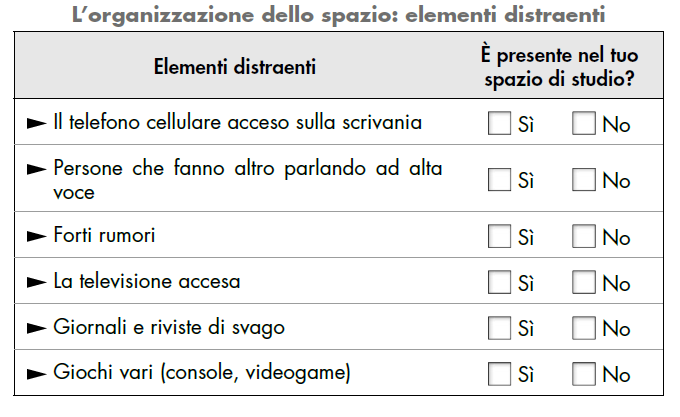 L'organizzazione dello spazio: elementi distraenti
Elementi distraenti
È presente nel tuo
spazio di studio?
► Il telefono cellulare acceso sulla scrivania Sì No
► Persone che fanno altro parlando ad alta
voce Sì No
► Forti rumori Sì No
► La televisione accesa Sì No
► Giornali e riviste di svago Sì No
► Giochi vari (console, videogame) Sì No